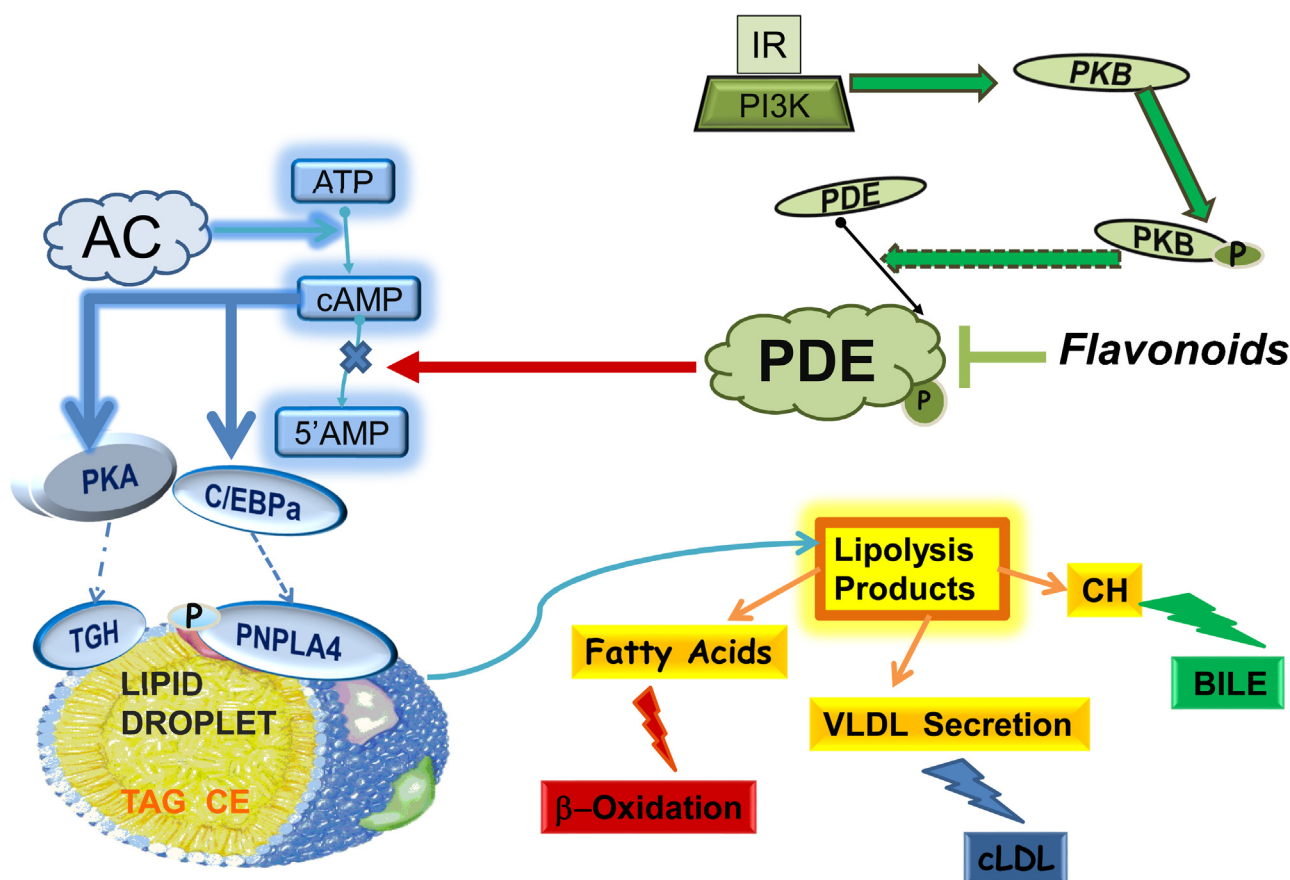 IR
PI3K
PKB
PKB
P
PDE
PDE
P
Flavonoids
ATP
AC
cAMP
5'AMP
PKA
C/EBPa
TGH
P
PNPLA4
LIPID
DROPLET
TAG CE
Lipolysis
Products
CH
BILE
Fatty Acids
β–Oxidation
VLDL Secretion
cLDL